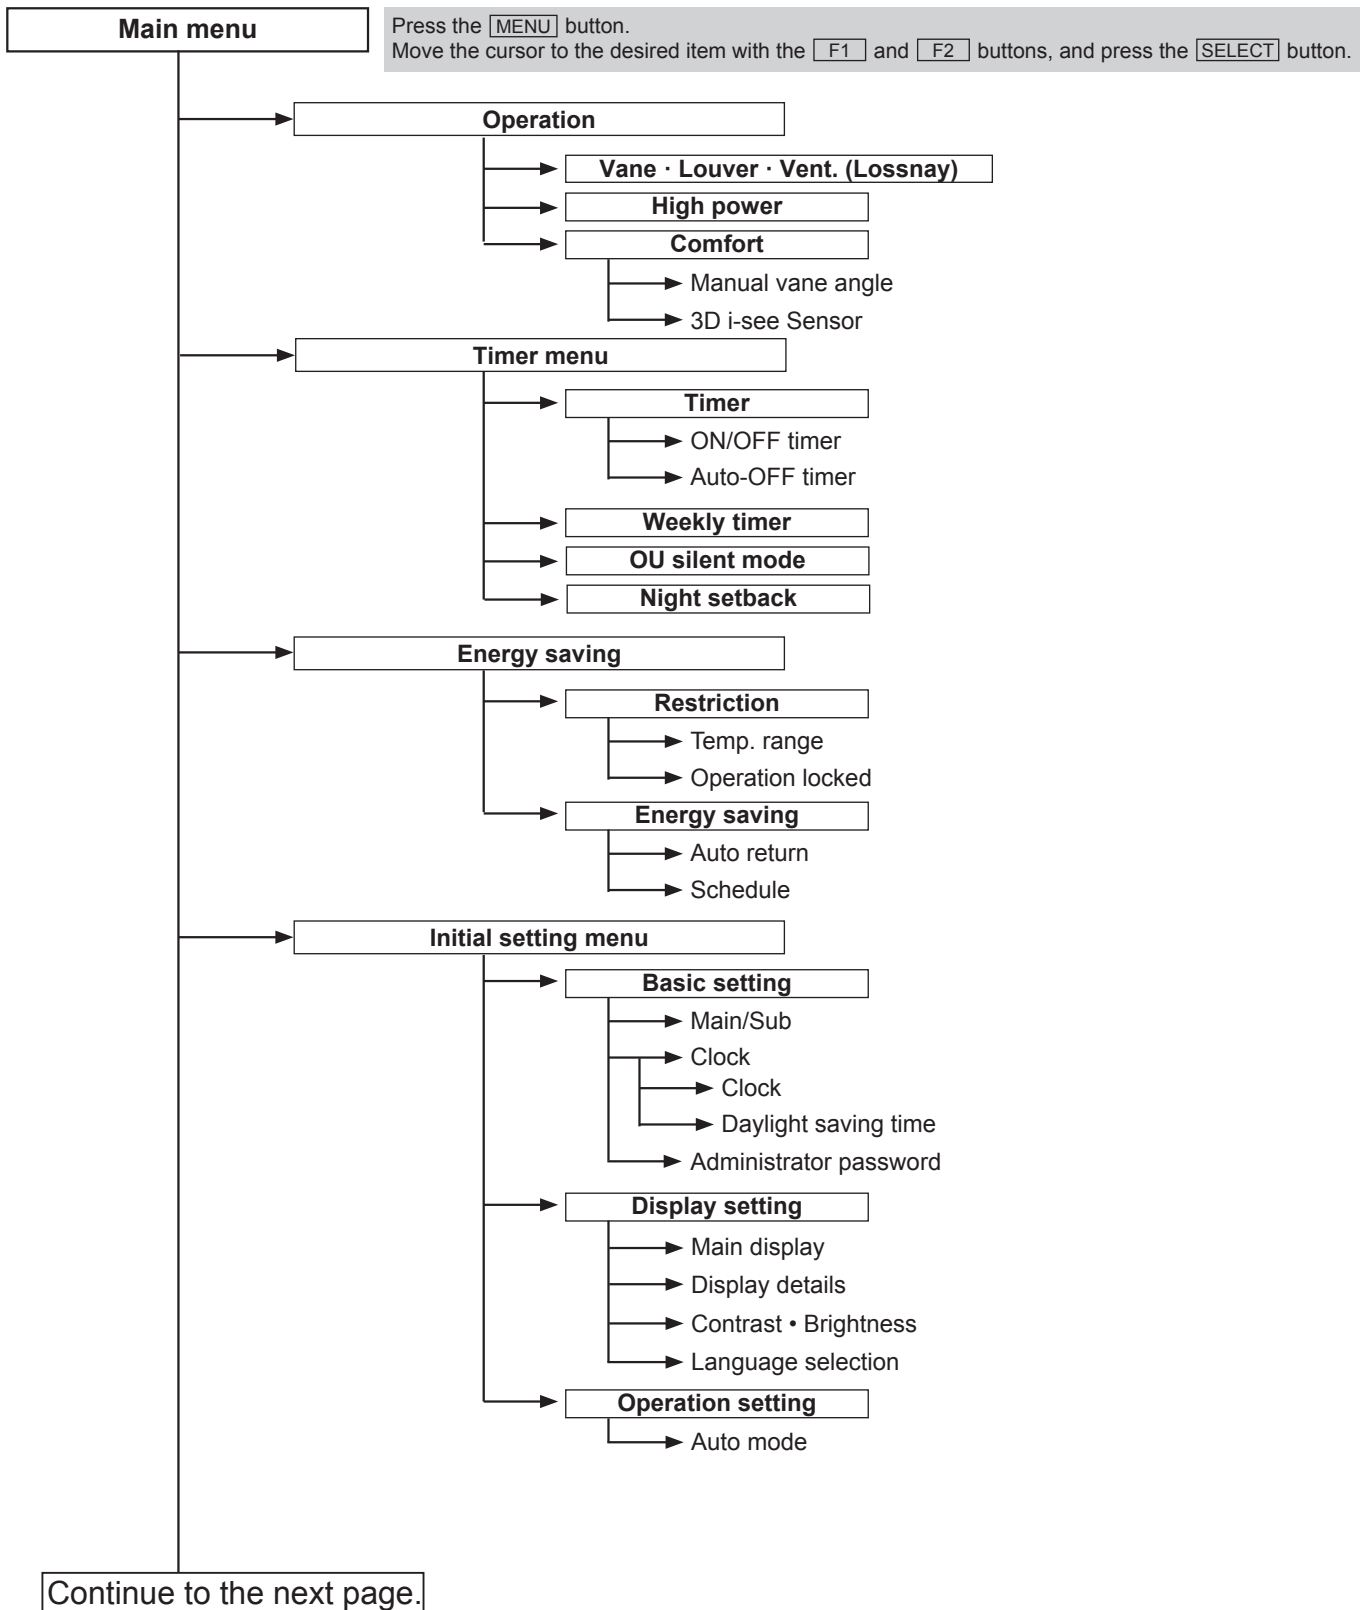 Main menu
Press the MENU button.
Move the cursor to the desired item with the F1 and F2 buttons, and press the SELECT button.
Operation
Vane · Louver · Vent. (Lossnay)
High power
Comfort
Manual vane angle
3D i-see Sensor
Timer menu
Timer
ON/OFF timer
Auto-OFF timer
Weekly timer
OU silent mode
Night setback
Energy saving
Restriction
Temp. range
Operation locked
Energy saving
Auto return
Schedule
Initial setting menu
Basic setting
Main/Sub
Clock
Clock
Daylight saving time
Administrator password
Display setting
Main display
Display details
Contrast • Brightness
Language selection
Operation setting
Auto mode
Continue to the next page.